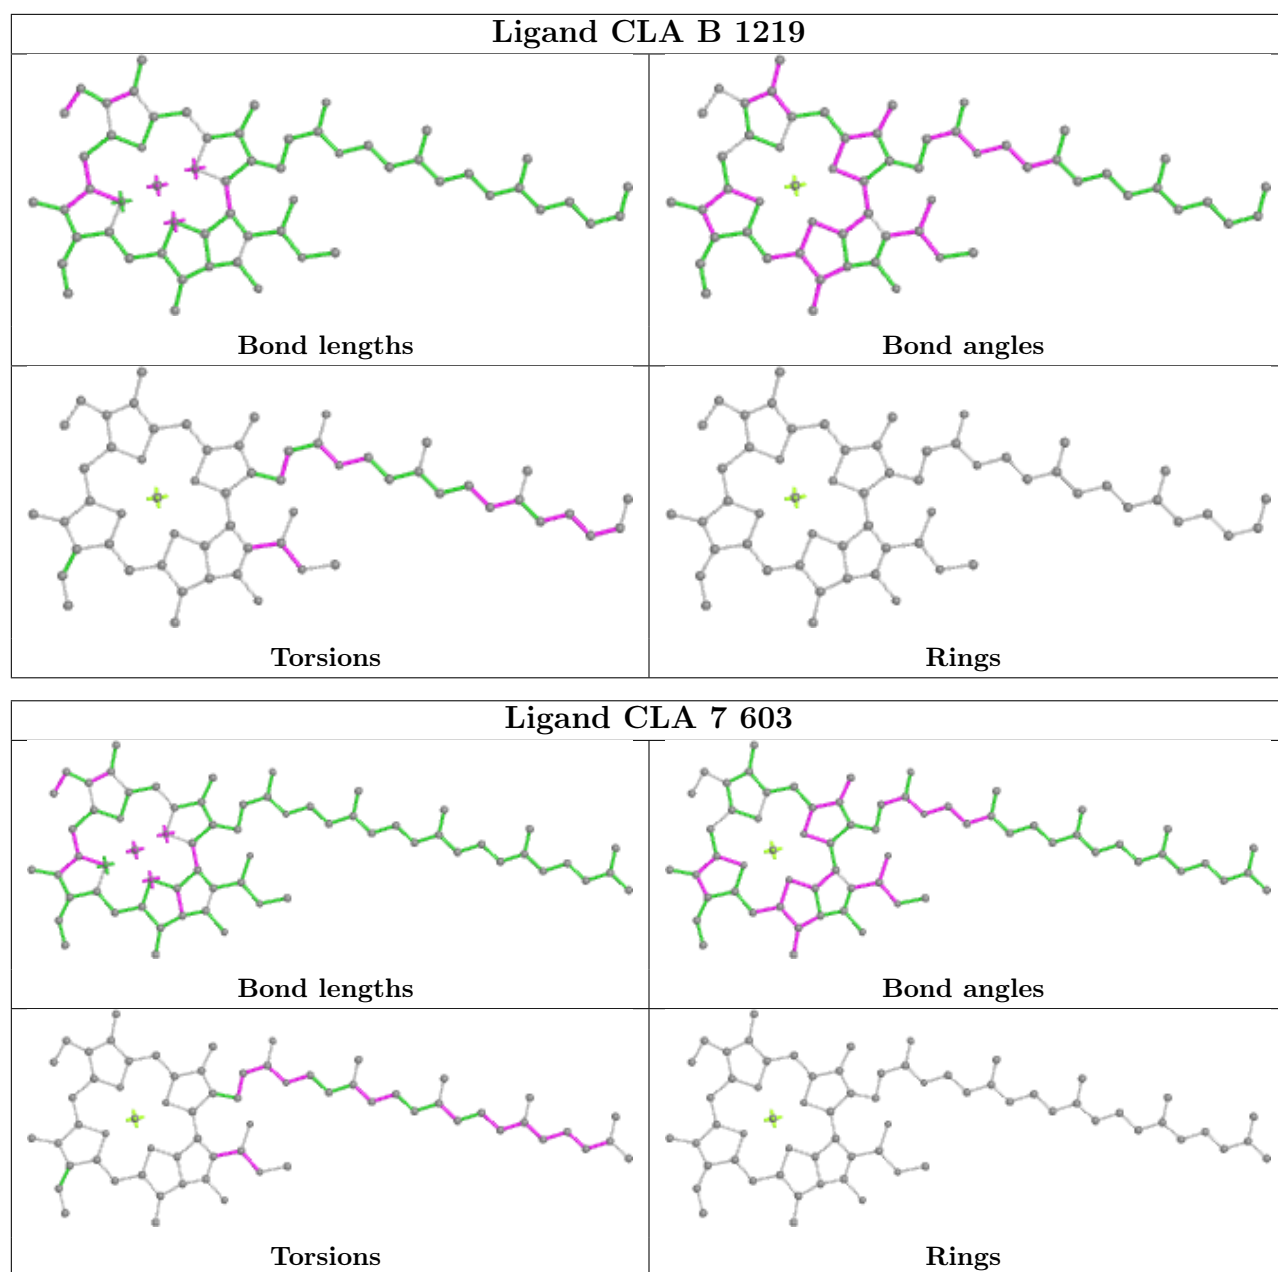 Ligand CLA B 1219
Bond lengths
Bond angles
Torsions
Rings
Ligand CLA 7 603
Bond lengths
Bond angles
Torsions
Rings